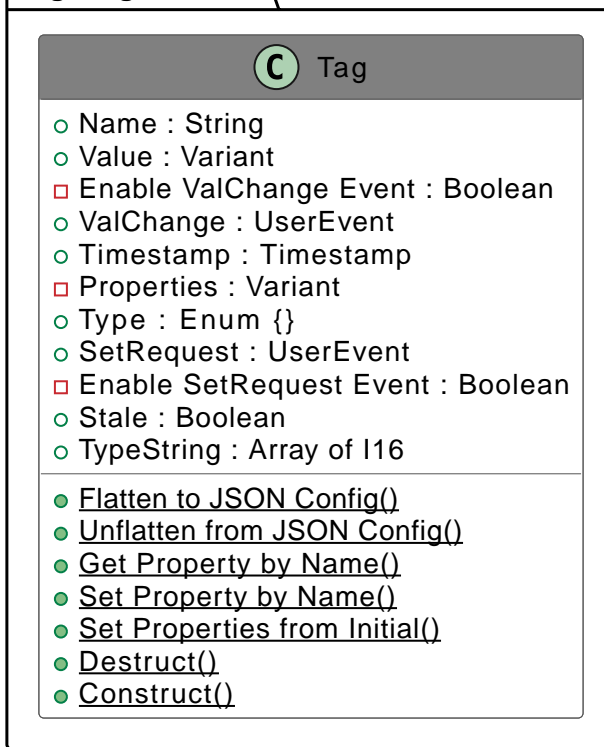 C Tag
Name : String
Value : Variant
Enable ValChange Event : Boolean
ValChange : UserEvent
Timestamp : Timestamp
Properties : Variant
Type : Enum {}
SetRequest : UserEvent
Enable SetRequest Event : Boolean
Stale : Boolean
TypeString : Array of I16
Flatten to JSON Config()
Unflatten from JSON Config()
Get Property by Name()
Set Property by Name()
Set Properties from Initial()
Destruct()
Construct()